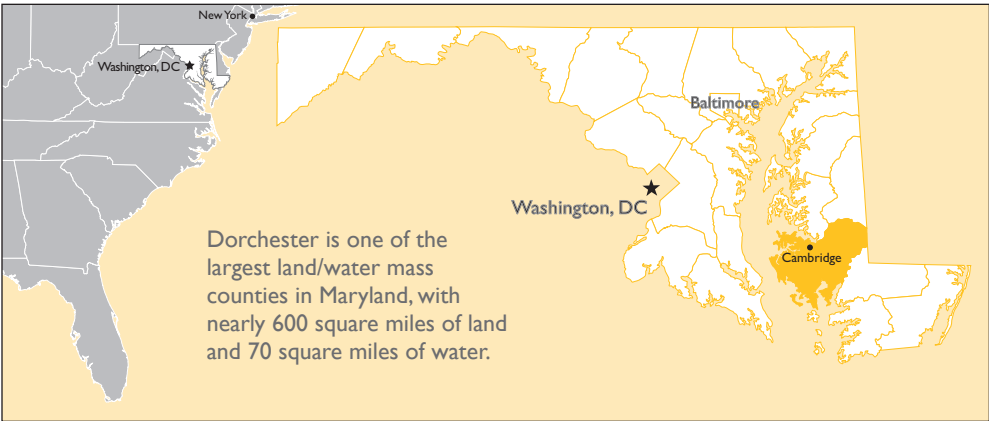 New York
Washington, DC
Baltimore
Washington, DC
Cambridge
Dorchester is one of the
largest land/water mass
counties in Maryland, with
nearly 600 square miles of land
and 70 square miles of water.